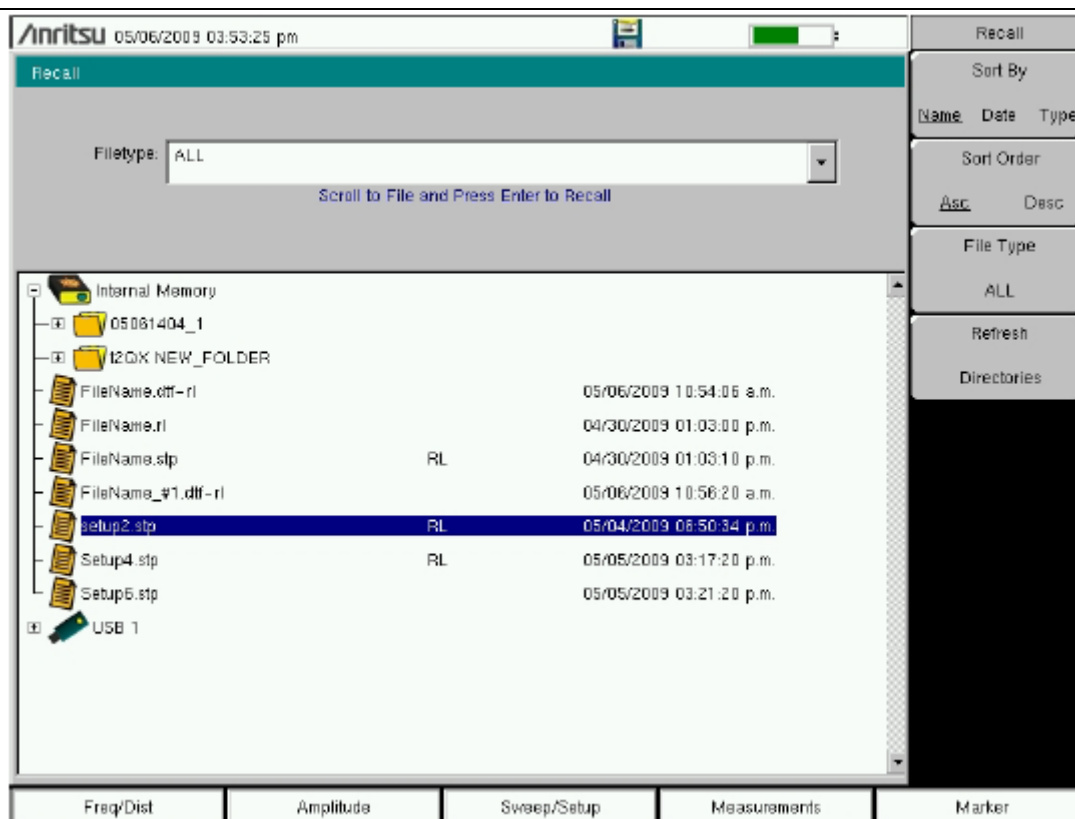 Anritsu 05/06/2009 03:53:25 pm
Recall
Recall
Sort By
Name Date Type
Filetype: ALL
Sort Order
Asc Desc
Scroll to File and Press Enter to Recall
File Type
ALL
Internal Memory
05061404_1
Refresh
Directories
t2QX NEW_FOLDER
FileName.dtf-rl 05/06/2009 10:54:06 a.m.
FileName.rl 04/30/2009 01:03:00 p.m.
FileName.stp RL 04/30/2009 01:03:10 p.m.
FileName_#1.dtf-rl 05/06/2009 10:56:20 a.m.
setup2.stp RL 05/04/2009 06:50:34 p.m.
Setup4.stp RL 05/05/2009 03:17:20 p.m.
Setup6.stp 05/05/2009 03:21:20 p.m.
USB 1
Freq/Dist Amplitude Sweep/Setup Measurements Marker